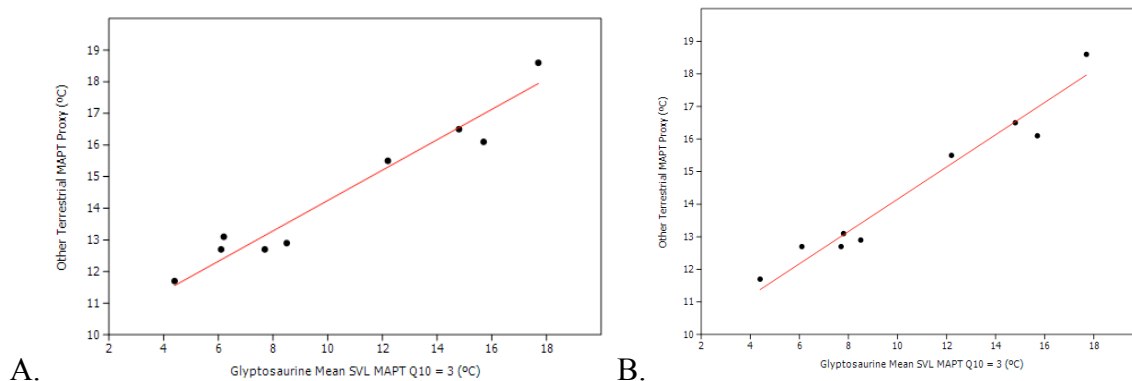 19
18
17
16
15
14
13
12
11
10
Other Terrestrial MAPT Proxy (ºC)
2 4 6 8 10 12 14 16 18
Glyptosaurine Mean SVL MAPT Q10 = 3 (ºC)
A.
19
18
17
16
15
14
13
12
11
10
Other Terrestrial MAPT Proxy (ºC)
2 4 6 8 10 12 14 16 18
Glyptosaurine Mean SVL MAPT Q10 = 3 (ºC)
B.